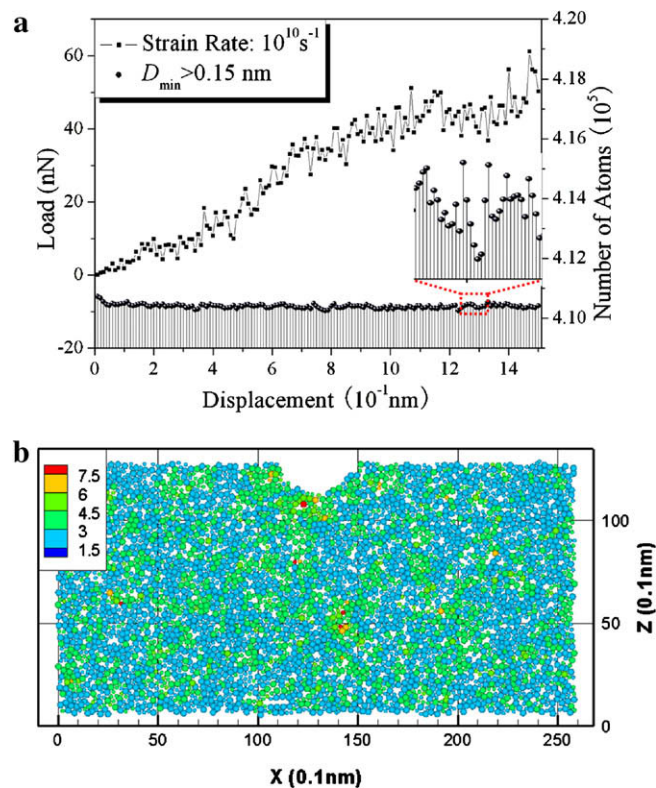 a
Strain Rate: 10¹⁰s⁻¹
D_min>0.15 nm
60
40
20
0
-20
Load (nN)
4.20
4.18
4.16
4.14
4.12
4.10
Number of Atoms (10⁵)
0 2 4 6 8 10 12 14
Displacement (10⁻¹nm)
b
7.5
6
4.5
3
1.5
100
50
0
Z (0.1nm)
0 50 100 150 200 250
X (0.1nm)